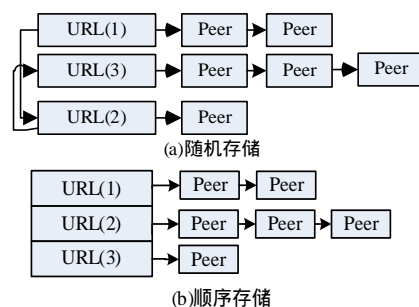 URL(1) Peer Peer
URL(3) Peer Peer Peer
URL(2) Peer
(a)随机存储
URL(1) Peer Peer
URL(2) Peer Peer Peer
URL(3) Peer
(b)顺序存储